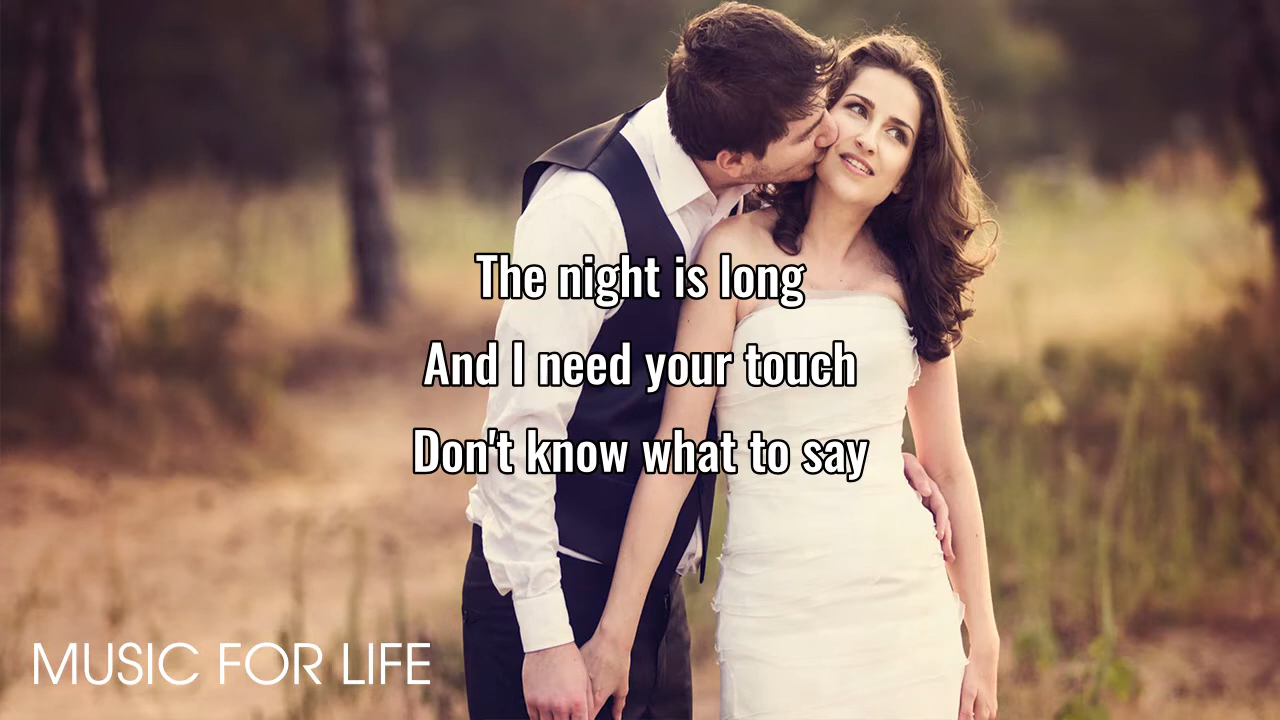 The night is long
And I need your touch
Don't know what to say
MUSIC FOR LIFE